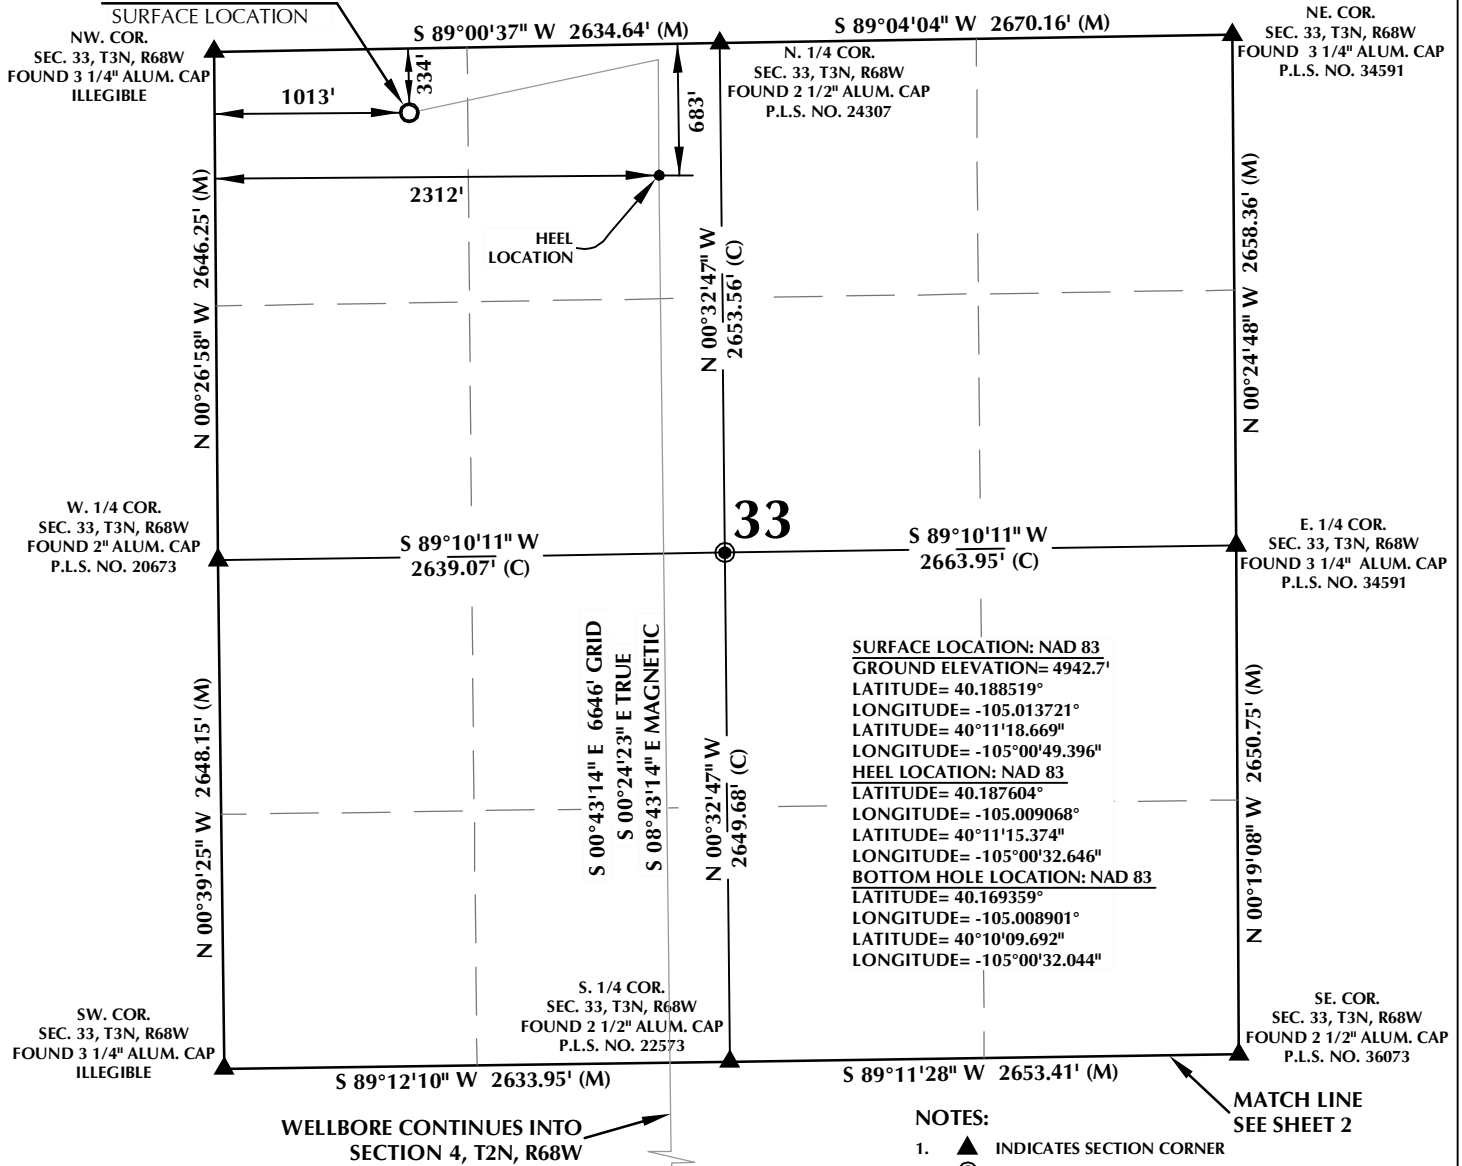 SURFACE LOCATION
NW. COR.
SEC. 33, T3N, R68W
FOUND 3 1/4" ALUM. CAP
ILLEGIBLE
S 89°00'37" W 2634.64' (M)
S 89°04'04" W 2670.16' (M)
NE. COR.
SEC. 33, T3N, R68W
FOUND 3 1/4" ALUM. CAP
P.L.S. NO. 34591
N. 1/4 COR.
SEC. 33, T3N, R68W
FOUND 2 1/2" ALUM. CAP
P.L.S. NO. 24307
334'
1013'
683'
2312'
HEEL
LOCATION
N 00°26'58" W 2646.25' (M)
N 00°32'47" W
2653.56' (C)
N 00°24'48" W 2658.36' (M)
W. 1/4 COR.
SEC. 33, T3N, R68W
FOUND 2" ALUM. CAP
P.L.S. NO. 20673
S 89°10'11" W
2639.07' (C)
33
S 89°10'11" W
2663.95' (C)
E. 1/4 COR.
SEC. 33, T3N, R68W
FOUND 3 1/4" ALUM. CAP
P.L.S. NO. 34591
N 00°39'25" W 2648.15' (M)
S 00°43'14" E 6646' GRID
S 00°24'23" E TRUE
S 08°43'14" E MAGNETIC
N 00°32'47" W
2649.68' (C)
SURFACE LOCATION: NAD 83
GROUND ELEVATION= 4942.7'
LATITUDE= 40.188519°
LONGITUDE= -105.013721°
LATITUDE= 40°11'18.669"
LONGITUDE= -105°00'49.396"
HEEL LOCATION: NAD 83
LATITUDE= 40.187604°
LONGITUDE= -105.009068°
LATITUDE= 40°11'15.374"
LONGITUDE= -105°00'32.646"
BOTTOM HOLE LOCATION: NAD 83
LATITUDE= 40.169359°
LONGITUDE= -105.008901°
LATITUDE= 40°10'09.692"
LONGITUDE= -105°00'32.044"
N 00°19'08" W 2650.75' (M)
SW. COR.
SEC. 33, T3N, R68W
FOUND 3 1/4" ALUM. CAP
ILLEGIBLE
S. 1/4 COR.
SEC. 33, T3N, R68W
FOUND 2 1/2" ALUM. CAP
P.L.S. NO. 22573
SE. COR.
SEC. 33, T3N, R68W
FOUND 2 1/2" ALUM. CAP
P.L.S. NO. 36073
S 89°12'10" W 2633.95' (M)
S 89°11'28" W 2653.41' (M)
WELLBORE CONTINUES INTO
SECTION 4, T2N, R68W
MATCH LINE
SEE SHEET 2
NOTES:
1. INDICATES SECTION CORNER